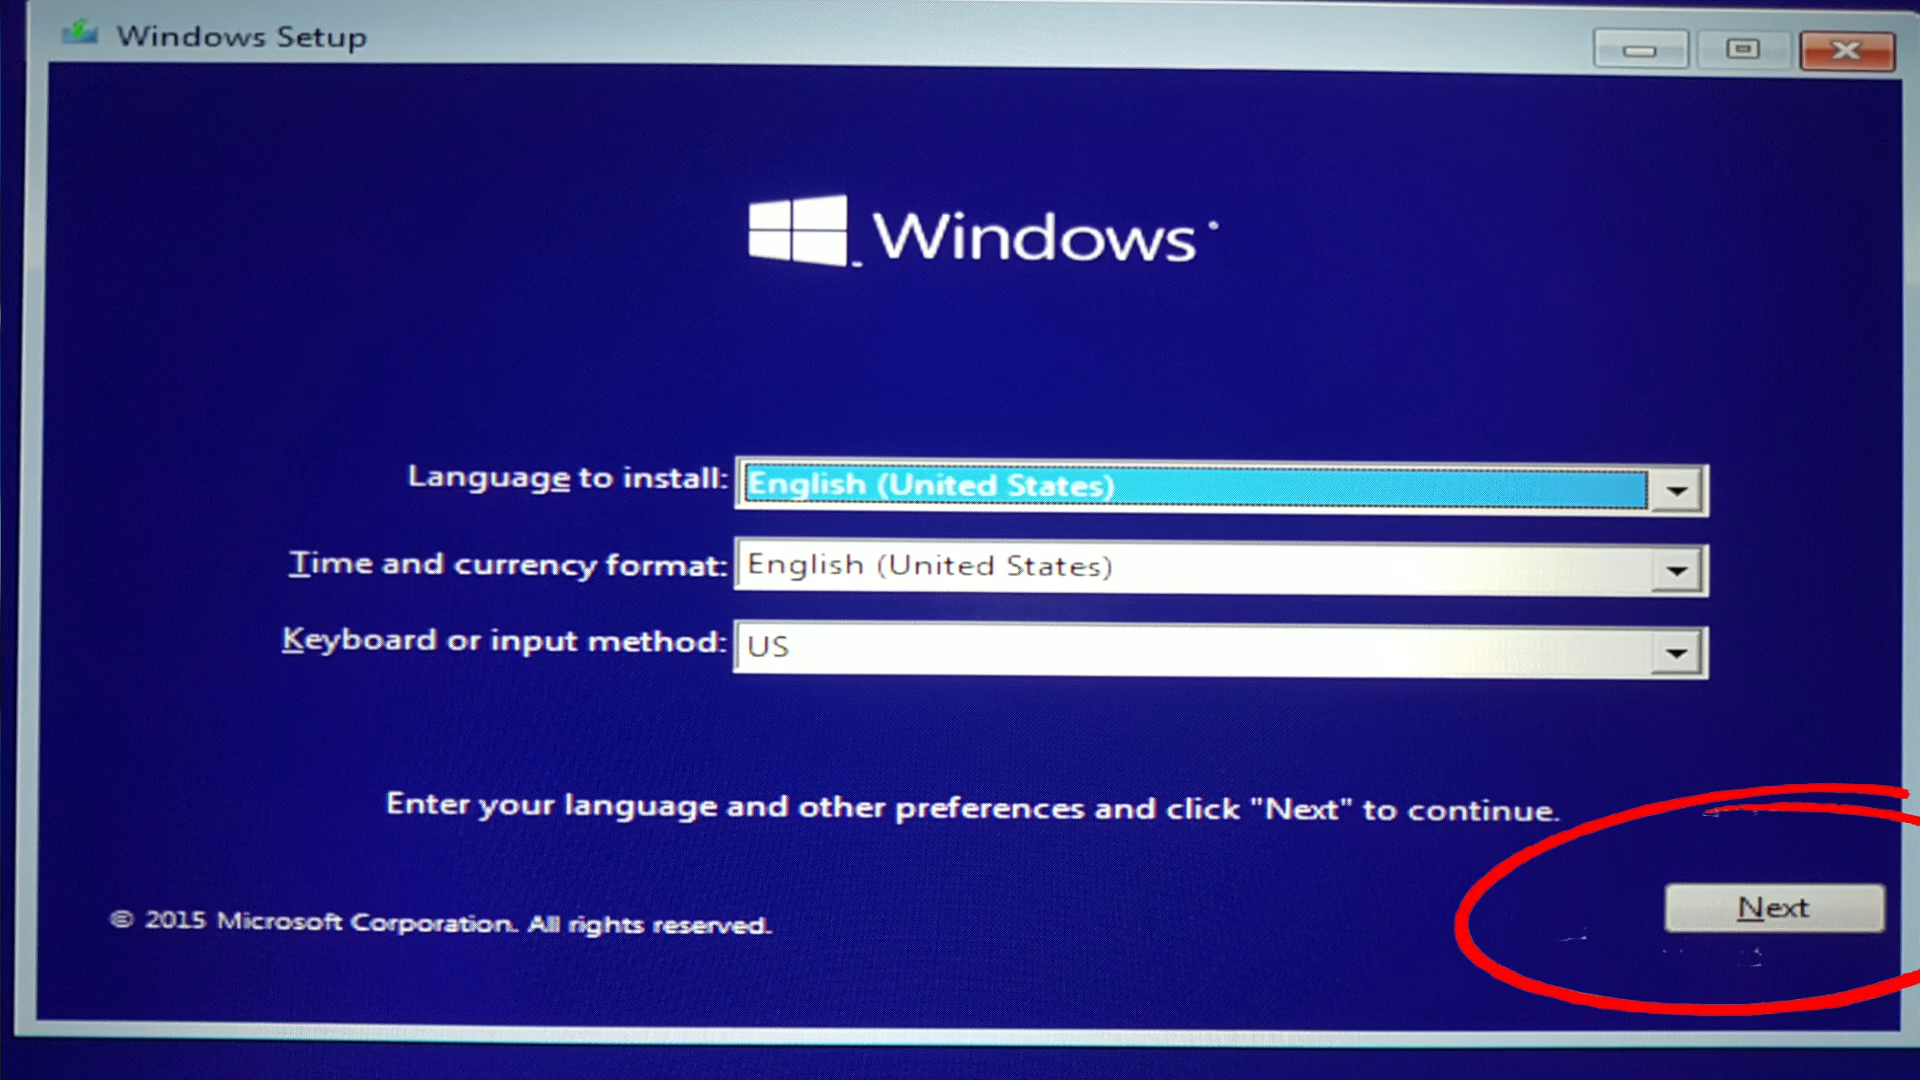 Windows Setup
Windows
Language to install: English (United States)
Time and currency format: English (United States)
Keyboard or input method: US
Enter your language and other preferences and click "Next" to continue.
Next
© 2015 Microsoft Corporation. All rights reserved.